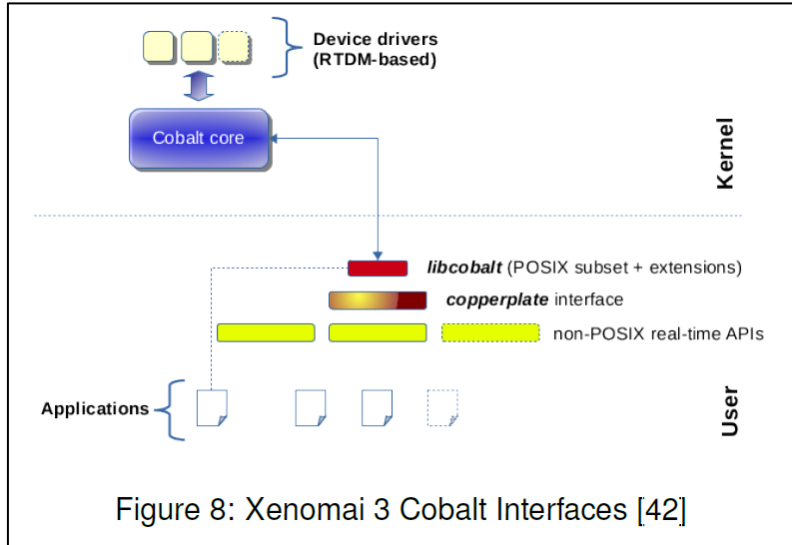 Device drivers
(RTDM-based)
Cobalt core
Kernel
libcobalt (POSIX subset + extensions)
copperplate interface
non-POSIX real-time APIs
Applications
User
Figure 8: Xenomai 3 Cobalt Interfaces [42]